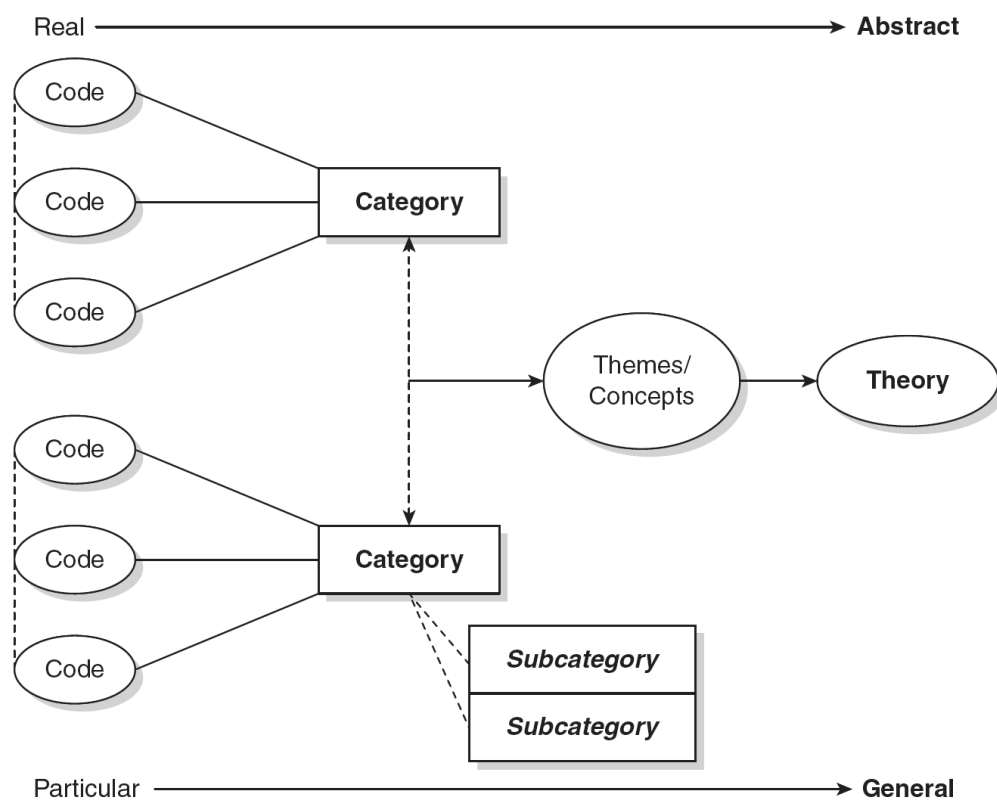 Real
Abstract
Code
Code
Category
Code
Themes/
Concepts
Theory
Code
Code
Category
Code
Subcategory
Subcategory
Particular
General